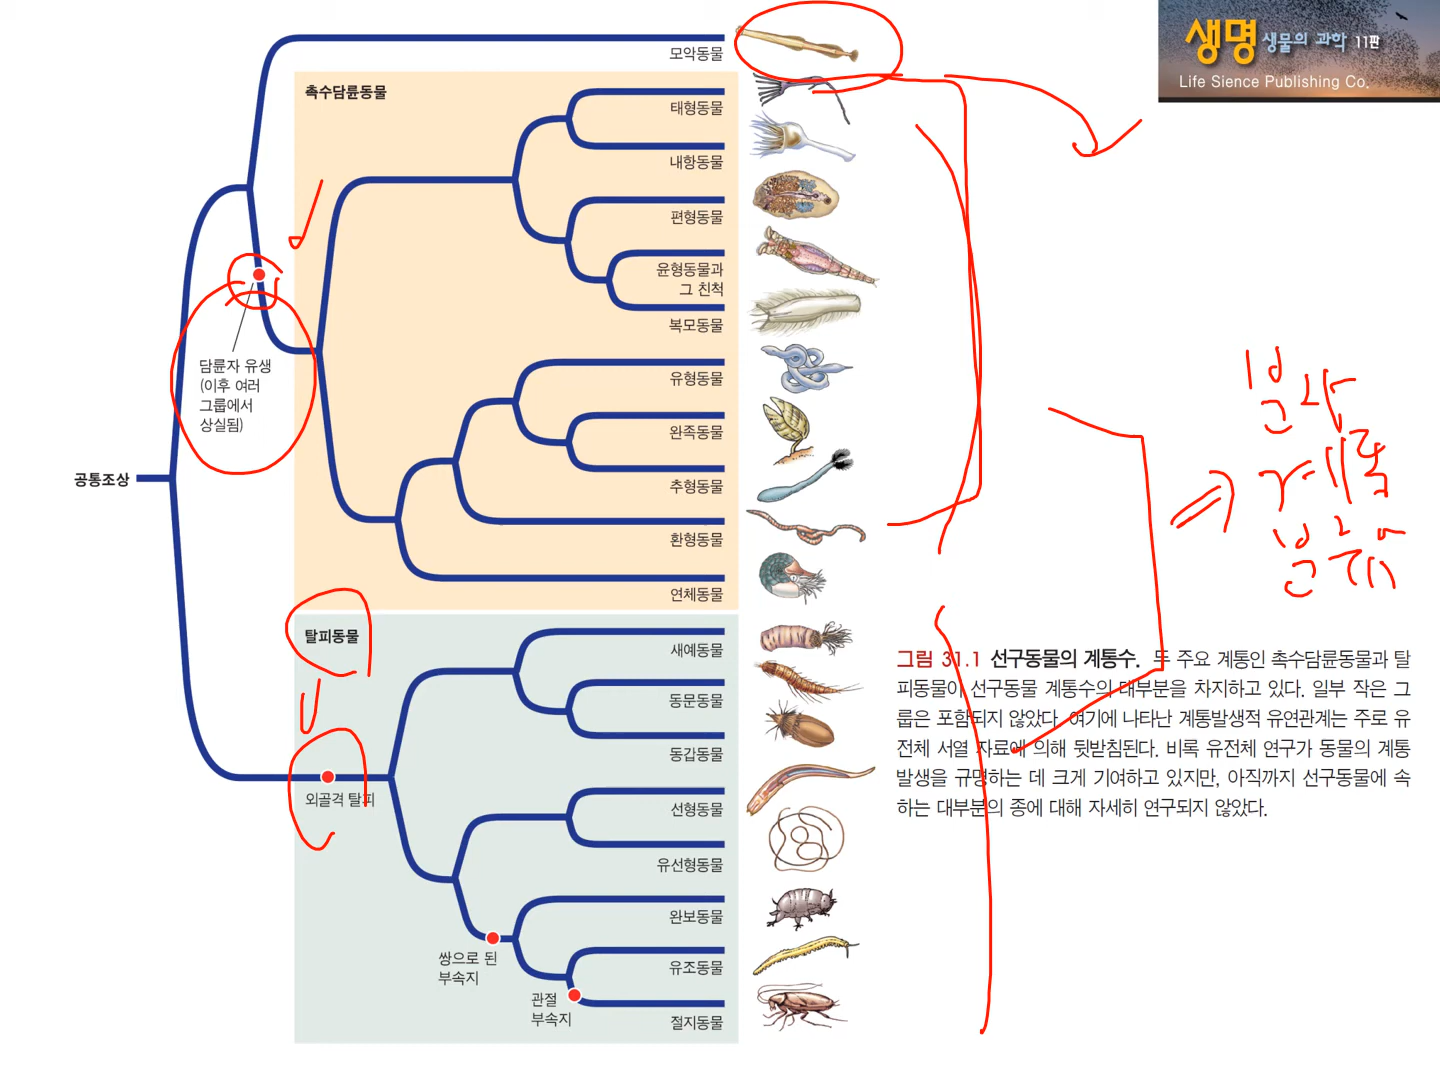 생명 생물의 과학 11판
Life Sience Publishing Co.
모악동물
촉수담륜동물
태형동물
내항동물
편형동물
윤형동물과
그 친척
복모동물
담륜자 유생
(이후 여러
그룹에서
상실됨)
유형동물
완족동물
추형동물
환형동물
연체동물
공통조상
탈피동물
새예동물
동문동물
동갑동물
외골격 탈피
선형동물
유선형동물
완보동물
쌍으로 된
부속지
유조동물
관절
부속지
절지동물
분자
계통
분류
그림 31.1 선구동물의 계통수. 두 주요 계통인 촉수담륜동물과 탈
피동물이 선구동물 계통수의 대부분을 차지하고 있다. 일부 작은 그
룹은 포함되지 않았다. 여기에 나타난 계통발생적 유연관계는 주로 유
전체 서열 자료에 의해 뒷받침된다. 비록 유전체 연구가 동물의 계통
발생을 규명하는 데 크게 기여하고 있지만, 아직까지 선구동물에 속
하는 대부분의 종에 대해 자세히 연구되지 않았다.